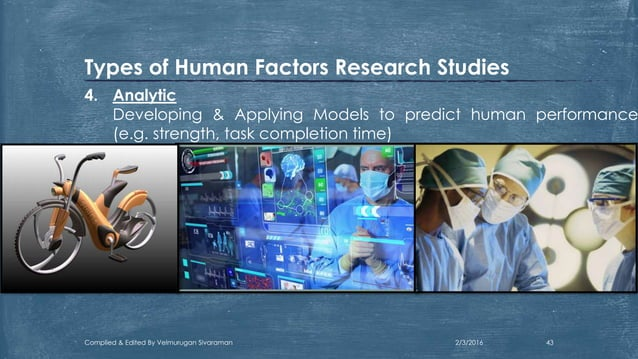 Types of Human Factors Research Studies
4. Analytic
Developing & Applying Models to predict human performance
(e.g. strength, task completion time)
Complied & Edited By Velmurugan Sivaraman 2/3/2016 43